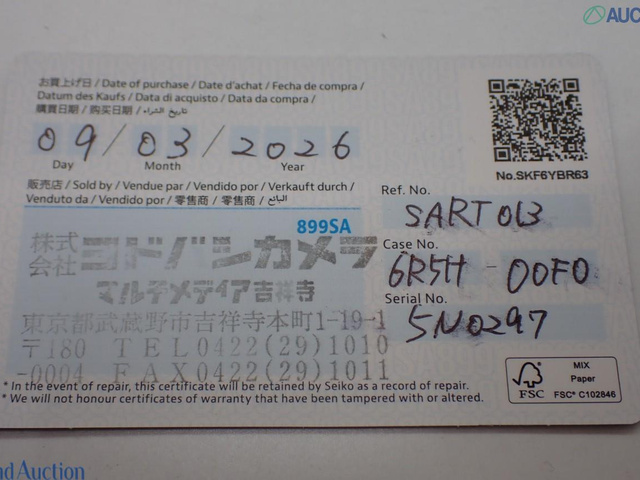 AUC
お買上げ日 / Date of purchase / Date d'achat / Fecha de compra /
Datum des Kaufs / Data di acquisto / Data da compra /
購買日期 / 购买日期 / تاريخ الشراء
09/03/2026
Day Month Year
No.SKF6YBR63
販売店 / Sold by / Vendue par / Vendido por / Verkauft durch /
Venduto da / Vendido por / 零售商 / 零售商 / البائع
899SA
株式会社 ヨドバシカメラ
マルチメディア吉祥寺
東京都武蔵野市吉祥寺本町1-19-1
〒180 TEL0422(29)1010
-0004 FAX0422(29)1011
Ref. No.
SART013
Case No.
6R5H-00F0
Serial No.
5N0297
* In the event of repair, this certificate will be retained by Seiko as a record of repair.
* We will not honour certificates of warranty that have been tampered with or altered.
FSC
MIX
Paper
FSC® C102846
nd Auction